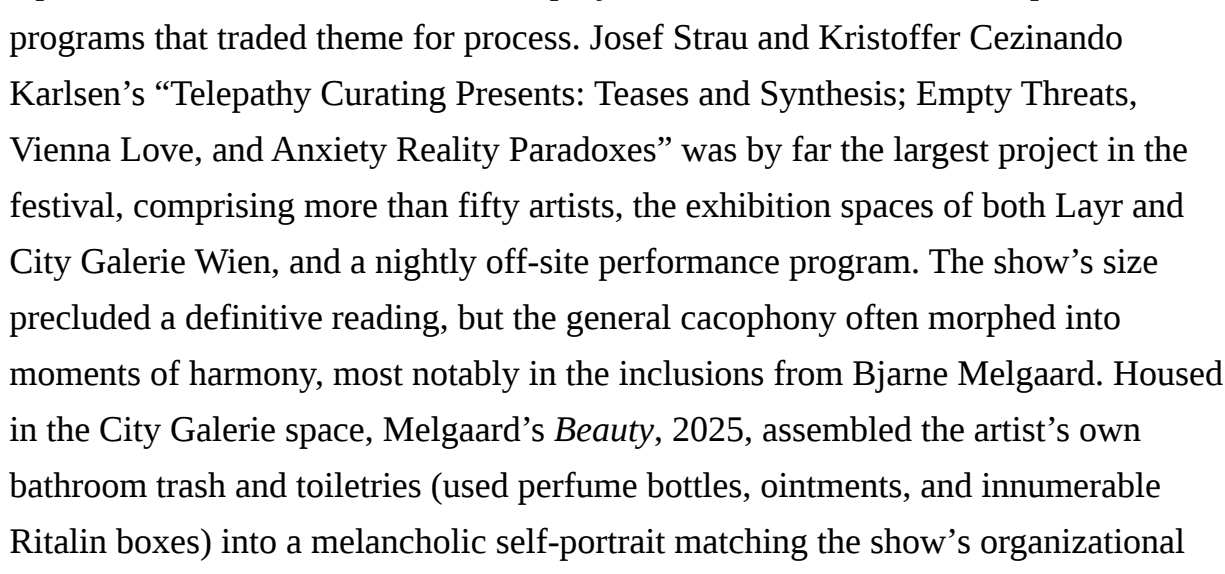 programs that traded theme for process. Josef Strau and Kristoffer Cezinando
Karlsen’s “Telepathy Curating Presents: Teases and Synthesis; Empty Threats,
Vienna Love, and Anxiety Reality Paradoxes” was by far the largest project in the
festival, comprising more than fifty artists, the exhibition spaces of both Layr and
City Galerie Wien, and a nightly off-site performance program. The show’s size
precluded a definitive reading, but the general cacophony often morphed into
moments of harmony, most notably in the inclusions from Bjarne Melgaard. Housed
in the City Galerie space, Melgaard’s Beauty, 2025, assembled the artist’s own
bathroom trash and toiletries (used perfume bottles, ointments, and innumerable
Ritalin boxes) into a melancholic self-portrait matching the show’s organizational